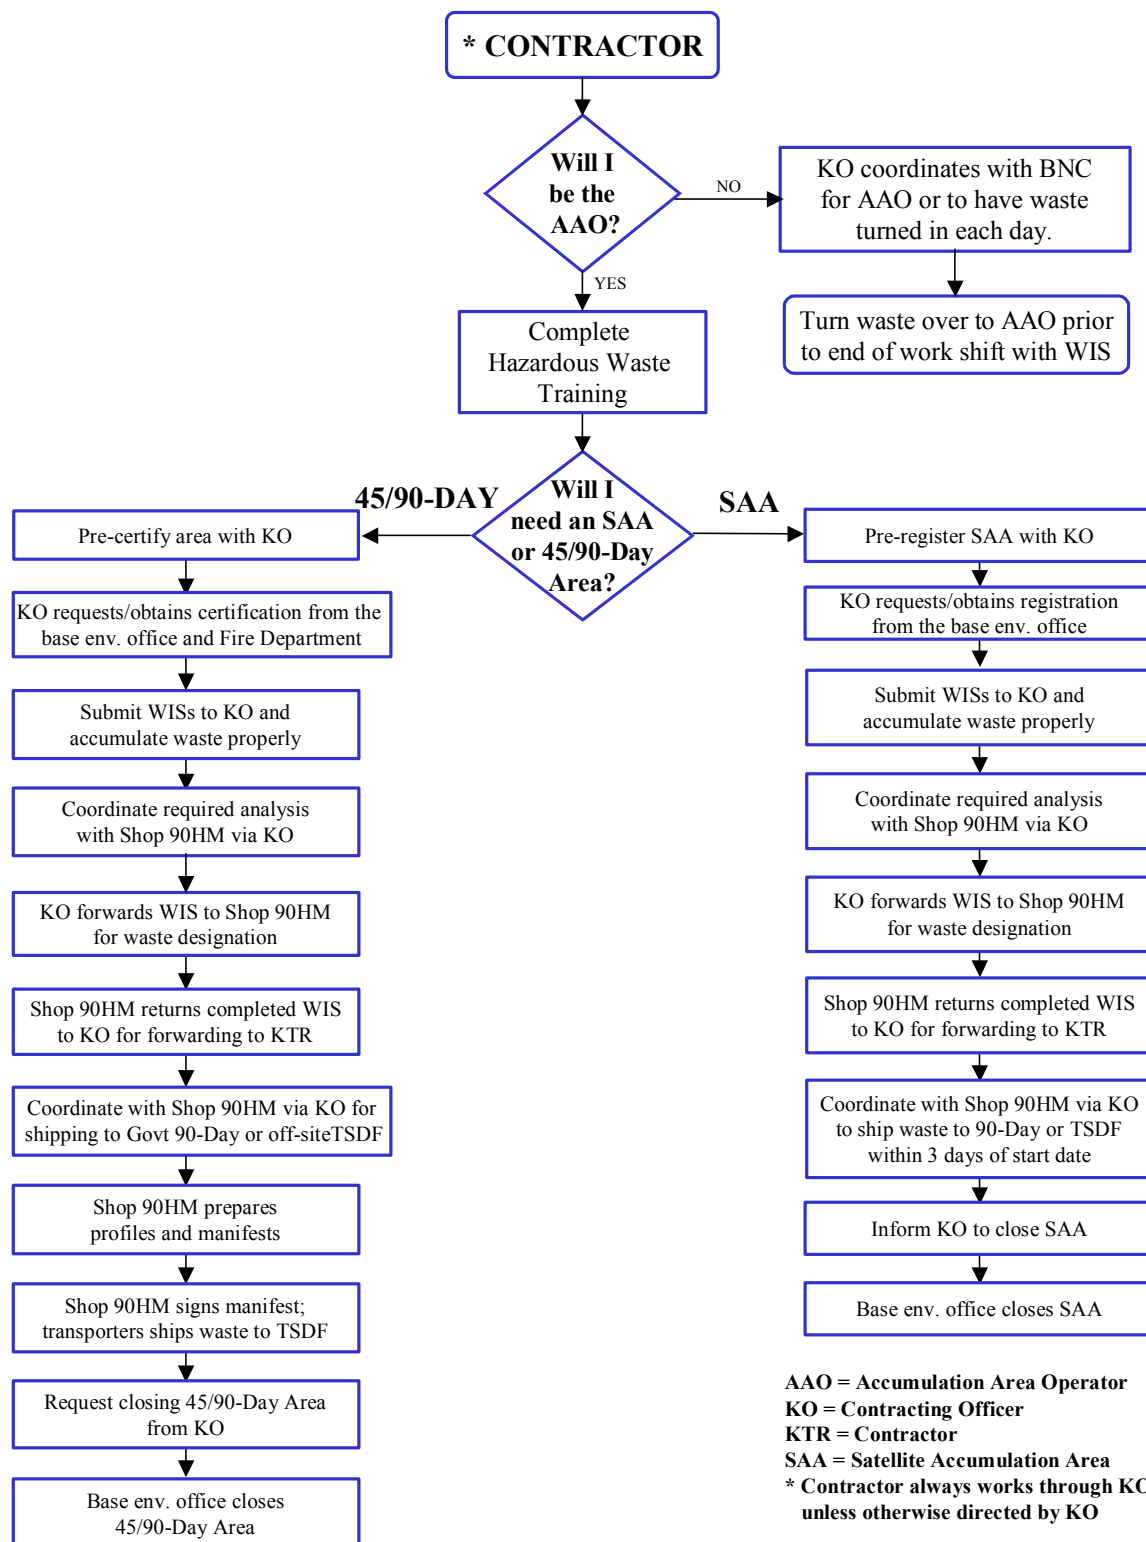 * CONTRACTOR
Will I
be the
AAO?
NO
KO coordinates with BNC
for AAO or to have waste
turned in each day.
YES
Turn waste over to AAO prior
to end of work shift with WIS
Complete
Hazardous Waste
Training
45/90-DAY
Will I
need an SAA
or 45/90-Day
Area?
SAA
Pre-certify area with KO
KO requests/obtains certification from the
base env. office and Fire Department
Submit WISs to KO and
accumulate waste properly
Coordinate required analysis
with Shop 90HM via KO
KO forwards WIS to Shop 90HM
for waste designation
Shop 90HM returns completed WIS
to KO for forwarding to KTR
Coordinate with Shop 90HM via KO for
shipping to Govt 90-Day or off-siteTSDF
Shop 90HM prepares
profiles and manifests
Shop 90HM signs manifest;
transporters ships waste to TSDF
Request closing 45/90-Day Area
from KO
Base env. office closes
45/90-Day Area
Pre-register SAA with KO
KO requests/obtains registration
from the base env. office
Submit WISs to KO and
accumulate waste properly
Coordinate required analysis
with Shop 90HM via KO
KO forwards WIS to Shop 90HM
for waste designation
Shop 90HM returns completed WIS
to KO for forwarding to KTR
Coordinate with Shop 90HM via KO
to ship waste to 90-Day or TSDF
within 3 days of start date
Inform KO to close SAA
Base env. office closes SAA
AAO = Accumulation Area Operator
KO = Contracting Officer
KTR = Contractor
SAA = Satellite Accumulation Area
* Contractor always works through KO
unless otherwise directed by KO